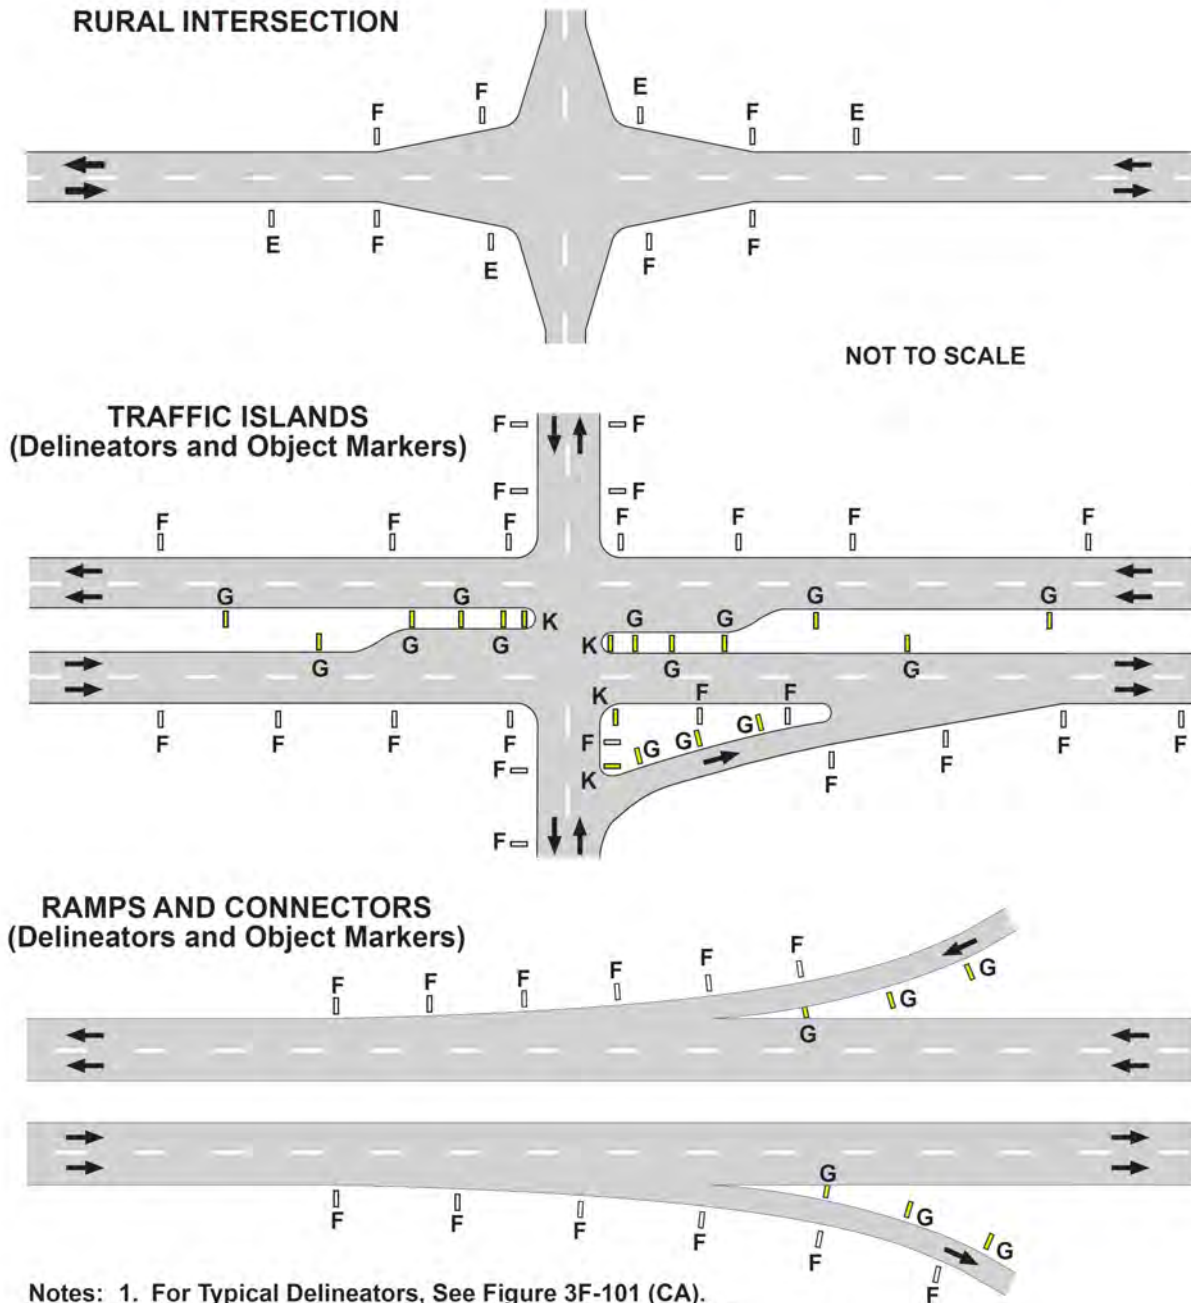 RURAL INTERSECTION
F F E F E
E F E F F
NOT TO SCALE
TRAFFIC ISLANDS
(Delineators and Object Markers)
F F
F F
F F F F F F F
G G G G
K G G
K G G G
K F F
F F F F F G G G F F F
F K F F
F
RAMPS AND CONNECTORS
(Delineators and Object Markers)
F F F F F F
G G G
G G G
F F F F F F
Notes: 1. For Typical Delineators, See Figure 3F-101 (CA).